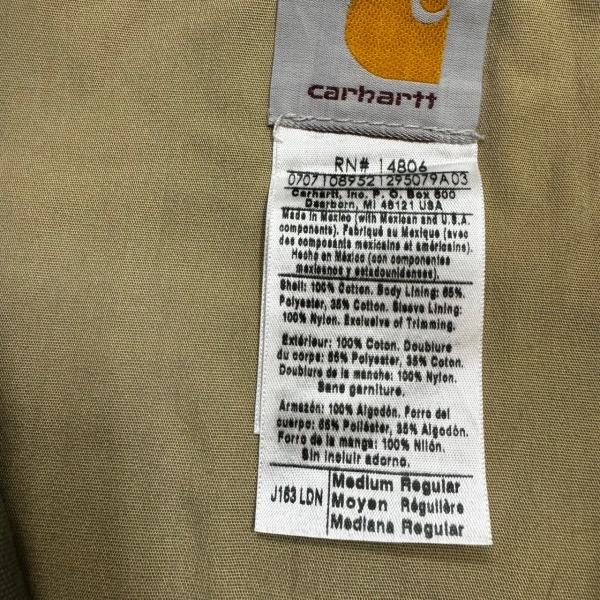 carhartt
RN# 14806
07071089521295079A03
Carhartt, Inc. P.O. Box 600
Dearborn, MI 48121 USA
Made in Mexico (with Mexican and U.S.A.
components). Fabriqué au Mexique (avec
des composants mexicains et américains).
Hecho en México (con componentes
mexicanos y estadounidenses).
Shell: 100% Cotton. Body Lining: 65%
Polyester, 35% Cotton. Sleeve Lining:
100% Nylon. Exclusive of Trimming.
Extérieur: 100% Coton. Doublure
du corps: 65% Polyester, 35% Coton.
Doublure de la manche: 100% Nylon.
Sans garniture.
Armazón: 100% Algodón. Forro del
cuerpo: 65% Poliéster, 35% Algodón.
Forro de la manga: 100% Nilón.
Sin incluir adorno.
J163 LDN
Medium Regular
Moyen Régulière
Mediana Regular